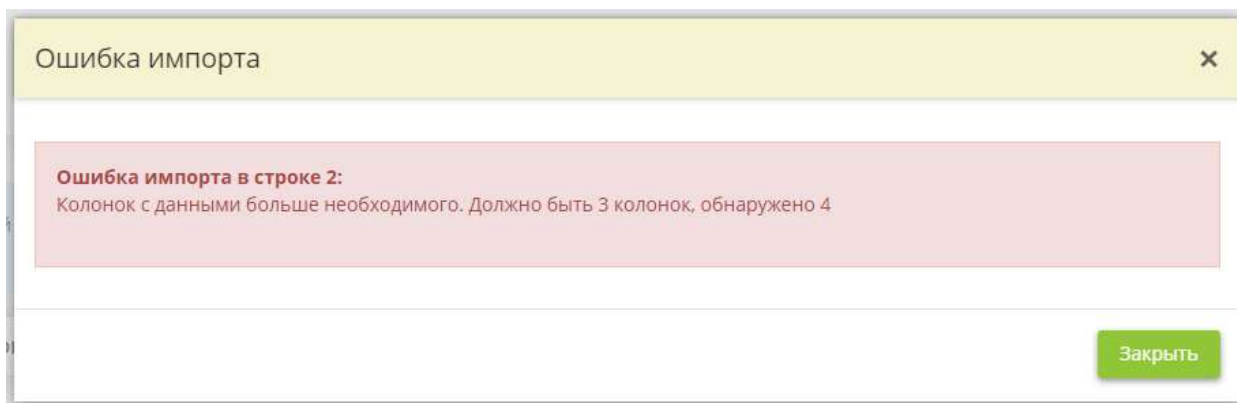 Ошибка импорта
Ошибка импорта в строке 2:
Колонок с данными больше необходимого. Должно быть 3 колонок, обнаружено 4
Закрыть